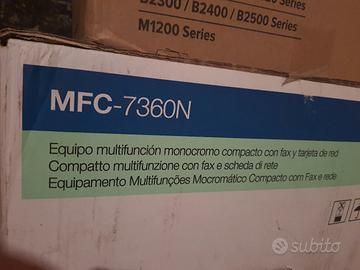 B2300 / B2400 / B2500 Series
M1200 Series
MFC-7360N
Equipo multifunción monocromo compacto con fax y tarjeta de red
Compatto multifunzione con fax e scheda di rete
Equipamento Multifunções Mocromático Compacto com Fax e rede
subito